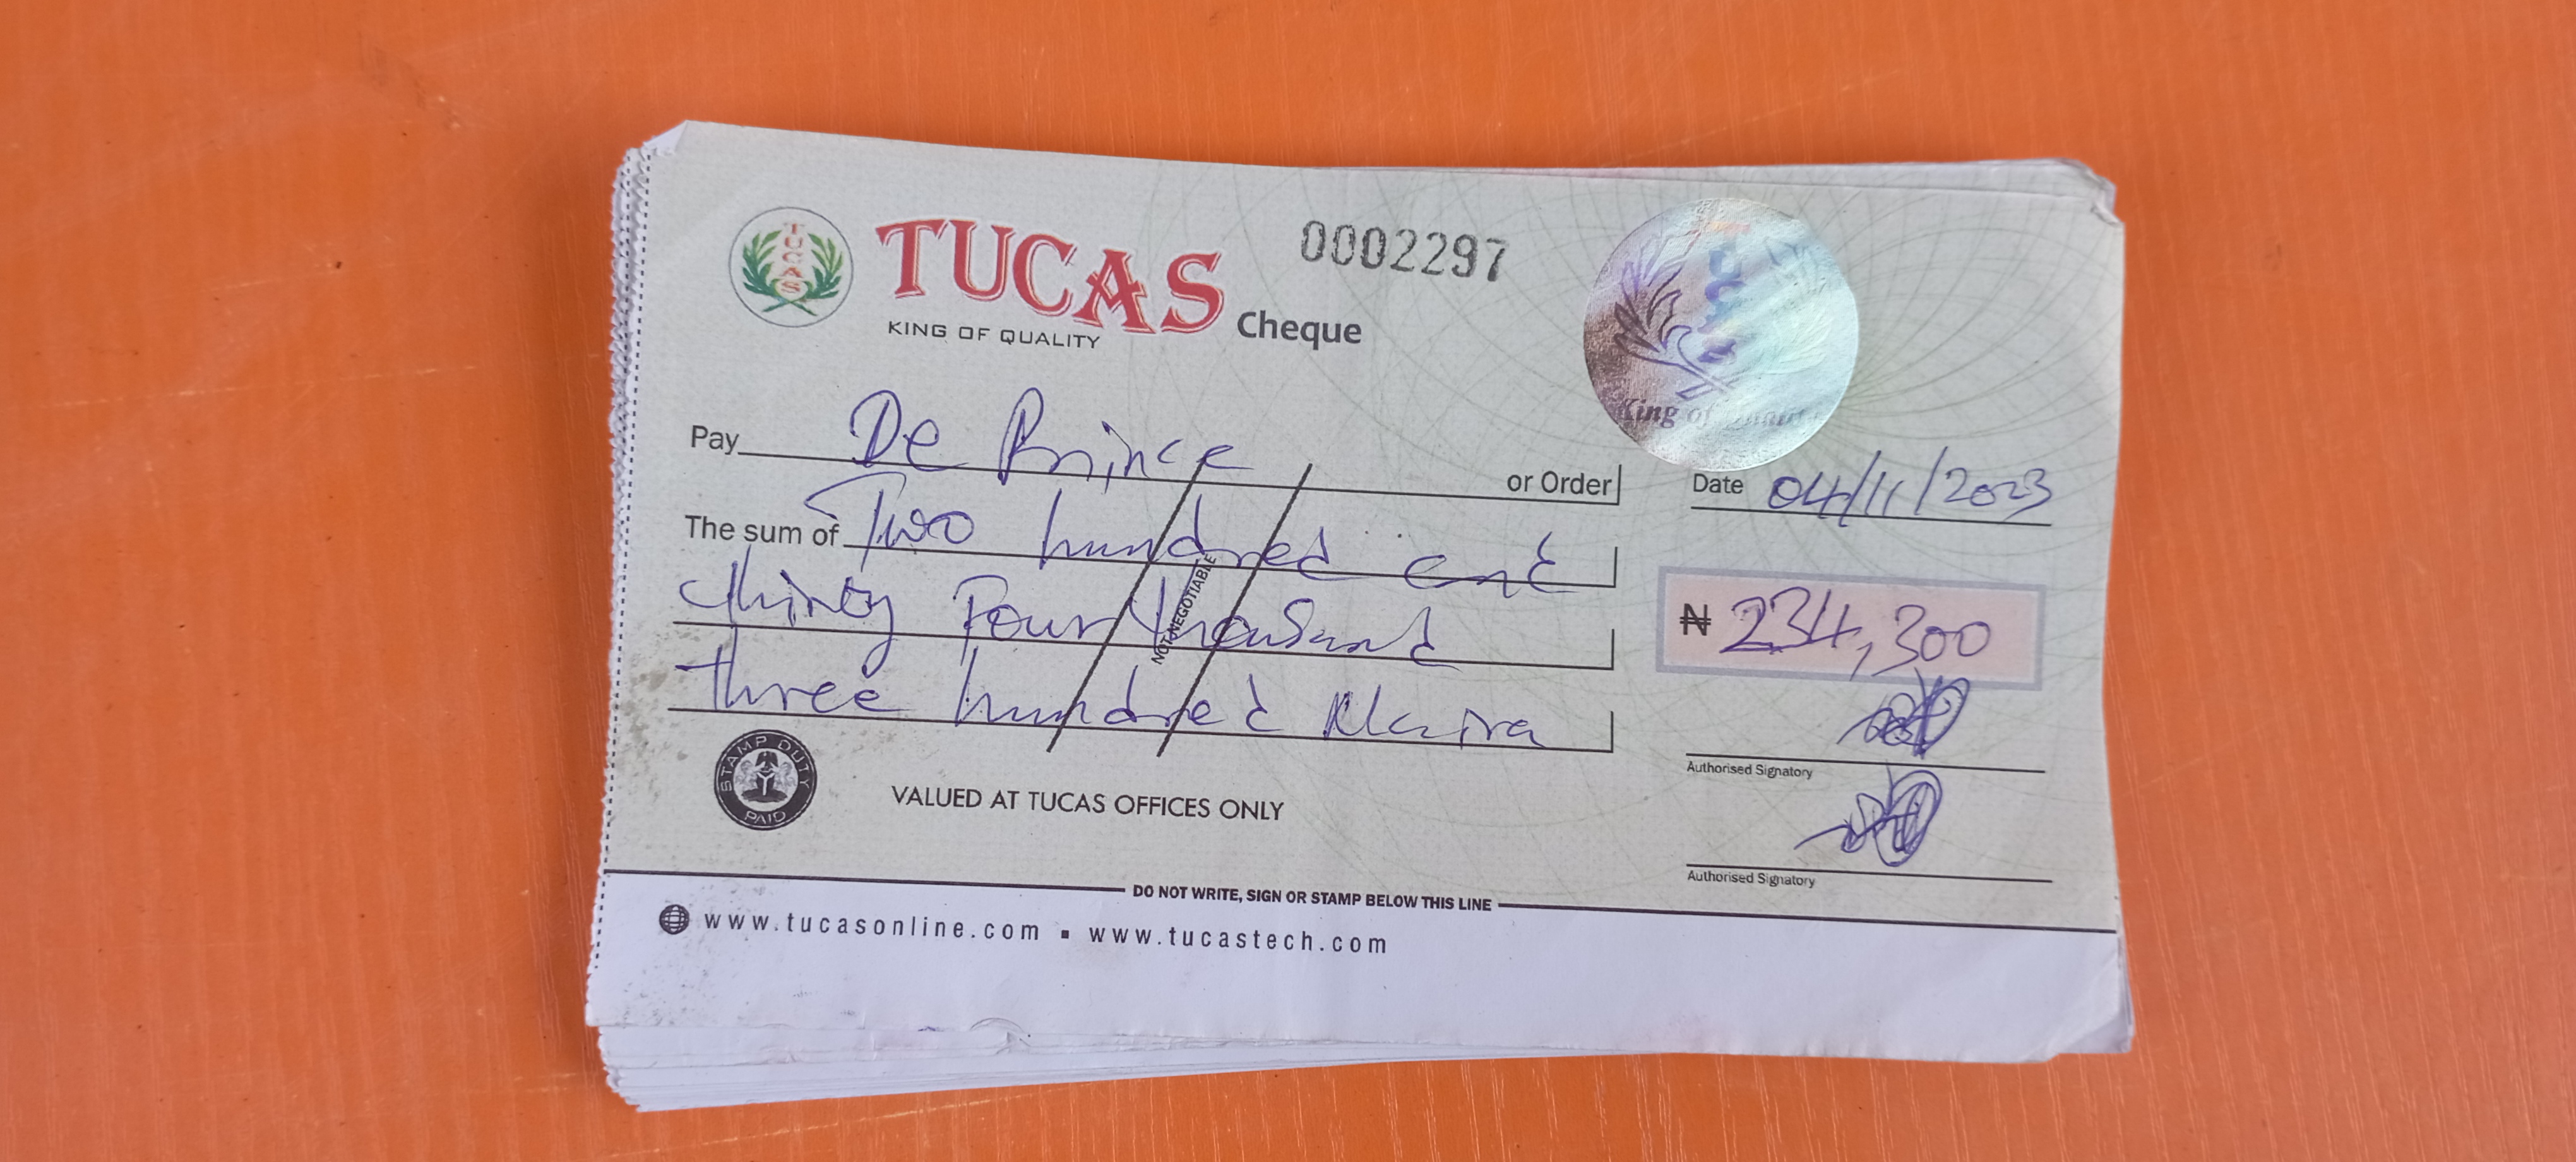 TUCAS
TUCAS
KING OF QUALITY
Cheque
0002297
King of
Pay De Prince or Order
Date 04/11/2023
The sum of Two hundred and
thirty Four thousand
₦ 234,300
three hundred Naira
NOT NEGOTIABLE
Authorised Signatory
STAMP DUTY
PAID
VALUED AT TUCAS OFFICES ONLY
Authorised Signatory
DO NOT WRITE, SIGN OR STAMP BELOW THIS LINE
www.tucasonline.com ▪ www.tucastech.com